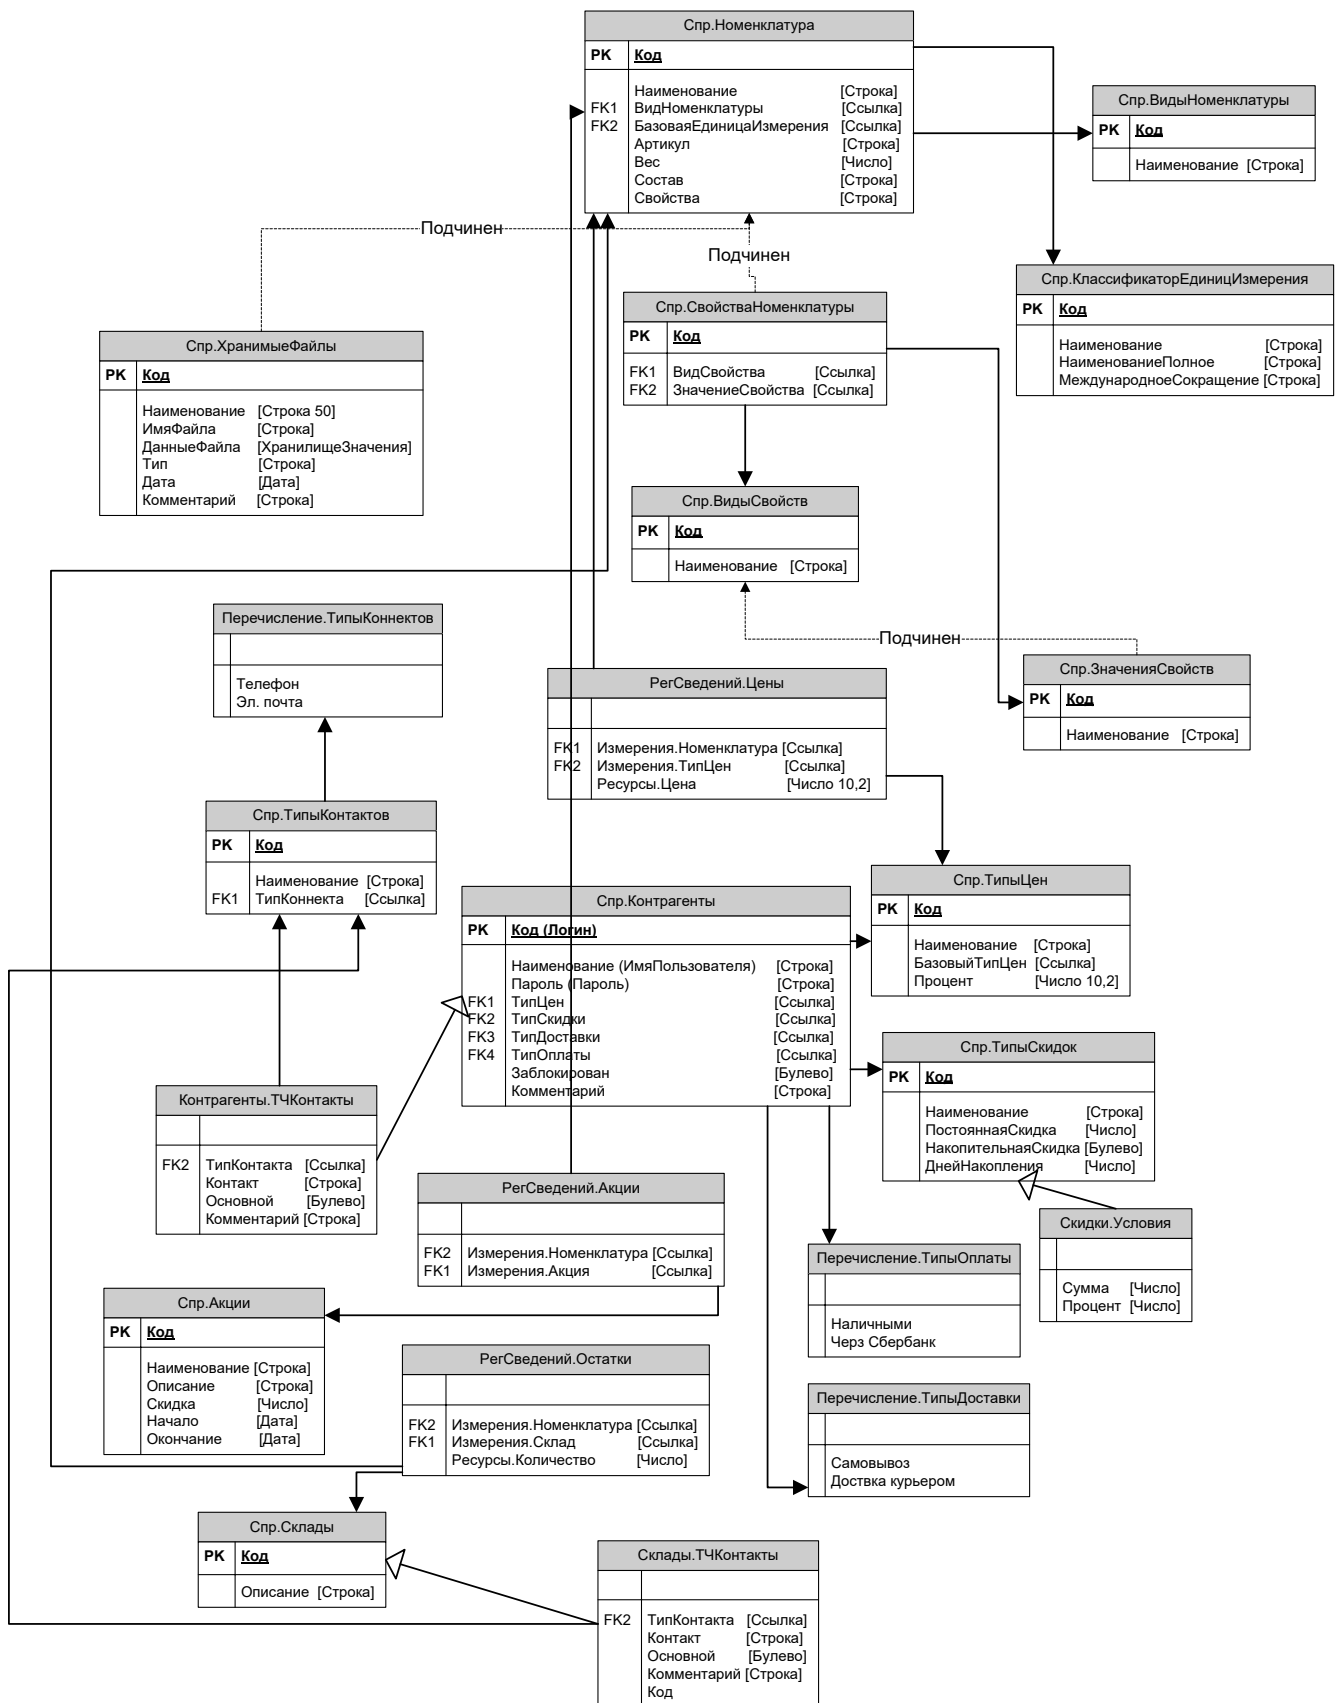 Спр.Номенклатура
PK Код
Наименование [Строка]
FK1 ВидНоменклатуры [Ссылка]
FK2 БазоваяЕдиницаИзмерения [Ссылка]
Артикул [Строка]
Вес [Число]
Состав [Строка]
Свойства [Строка]
Спр.ВидыНоменклатуры
PK Код
Наименование [Строка]
Подчинен
Подчинен
Спр.КлассификаторЕдиницИзмерения
PK Код
Наименование [Строка]
НаименованиеПолное [Строка]
МеждународноеСокращение [Строка]
Спр.СвойстваНоменклатуры
PK Код
FK1 ВидСвойства [Ссылка]
FK2 ЗначениеСвойства [Ссылка]
Спр.ХранимыеФайлы
PK Код
Наименование [Строка 50]
ИмяФайла [Строка]
ДанныеФайла [ХранилищеЗначения]
Тип [Строка]
Дата [Дата]
Комментарий [Строка]
Спр.ВидыСвойств
PK Код
Наименование [Строка]
Подчинен
Перечисление.ТипыКоннектов
Телефон
Эл. почта
Спр.ЗначенияСвойств
PK Код
Наименование [Строка]
РегСведений.Цены
FK1 Измерения.Номенклатура [Ссылка]
FK2 Измерения.ТипЦен [Ссылка]
Ресурсы.Цена [Число 10,2]
Спр.ТипыКонтактов
PK Код
Наименование [Строка]
FK1 ТипКоннекта [Ссылка]
Спр.ТипыЦен
PK Код
Наименование [Строка]
БазовыйТипЦен [Ссылка]
Процент [Число 10,2]
Спр.Контрагенты
PK Код (Логин)
Наименование (ИмяПользователя) [Строка]
Пароль (Пароль) [Строка]
FK1 ТипЦен [Ссылка]
FK2 ТипСкидки [Ссылка]
FK3 ТипДоставки [Ссылка]
FK4 ТипОплаты [Ссылка]
Заблокирован [Булево]
Комментарий [Строка]
Спр.ТипыСкидок
PK Код
Наименование [Строка]
ПостояннаяСкидка [Число]
НакопительнаяСкидка [Булево]
ДнейНакопления [Число]
Контрагенты.ТЧКонтакты
FK2 ТипКонтакта [Ссылка]
Контакт [Строка]
Основной [Булево]
Комментарий [Строка]
РегСведений.Акции
FK2 Измерения.Номенклатура [Ссылка]
FK1 Измерения.Акция [Ссылка]
Скидки.Условия
Сумма [Число]
Процент [Число]
Перечисление.ТипыОплаты
Наличными
Черз Сбербанк
Спр.Акции
PK Код
Наименование [Строка]
Описание [Строка]
Скидка [Число]
Начало [Дата]
Окончание [Дата]
РегСведений.Остатки
FK2 Измерения.Номенклатура [Ссылка]
FK1 Измерения.Склад [Ссылка]
Ресурсы.Количество [Число]
Перечисление.ТипыДоставки
Самовывоз
Доствка курьером
Спр.Склады
PK Код
Описание [Строка]
Склады.ТЧКонтакты
FK2 ТипКонтакта [Ссылка]
Контакт [Строка]
Основной [Булево]
Комментарий [Строка]
Код